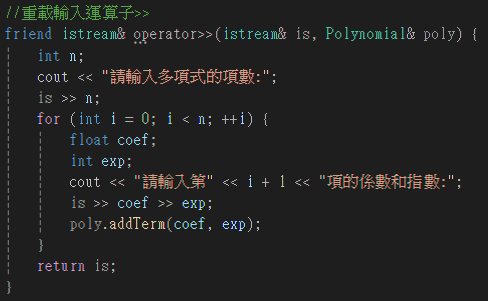 //重載輸入運算子>>
friend istream& operator>>(istream& is, Polynomial& poly) {
int n;
cout << "請輸入多項式的項數:";
is >> n;
for (int i = 0; i < n; ++i) {
float coef;
int exp;
cout << "請輸入第" << i + 1 << "項的係數和指數:";
is >> coef >> exp;
poly.addTerm(coef, exp);
}
return is;
}